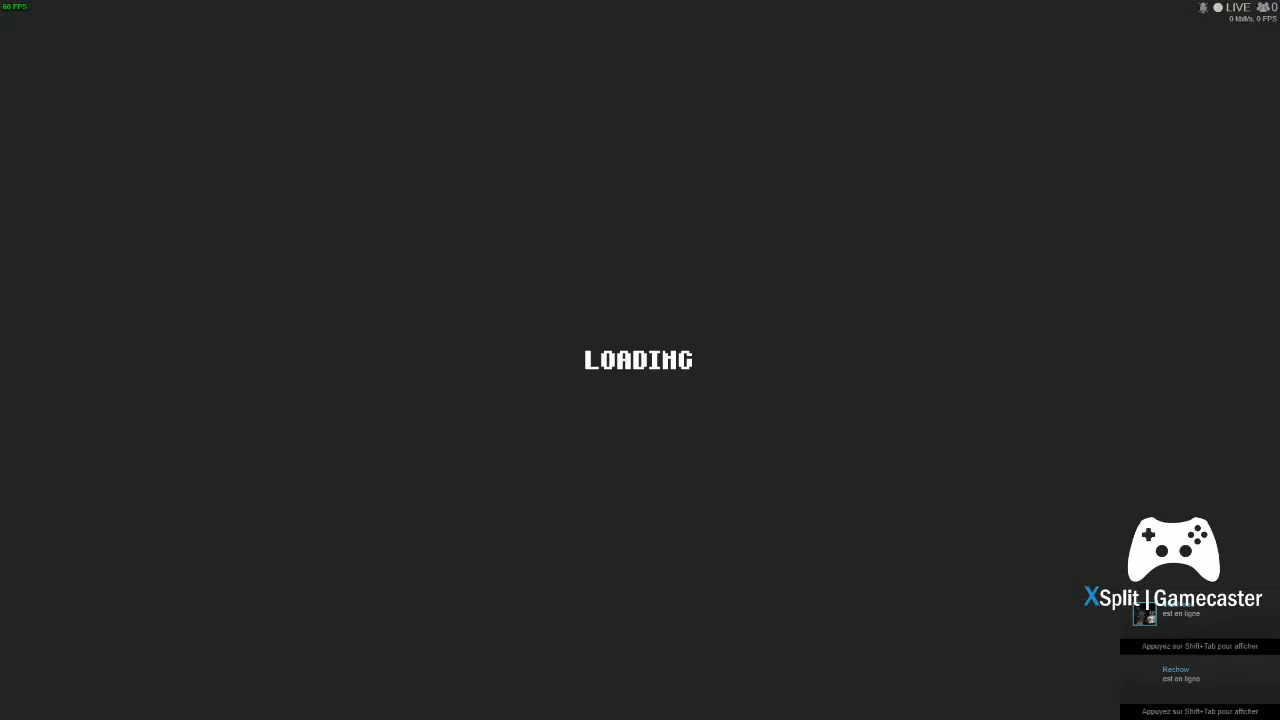 60 FPS
LIVE 0
0 kbit/s, 0 FPS
LOADING
XSplit | Gamecaster
est en ligne
Appuyez sur Shift+Tab pour afficher
Rechow
est en ligne
Appuyez sur Shift+Tab pour afficher